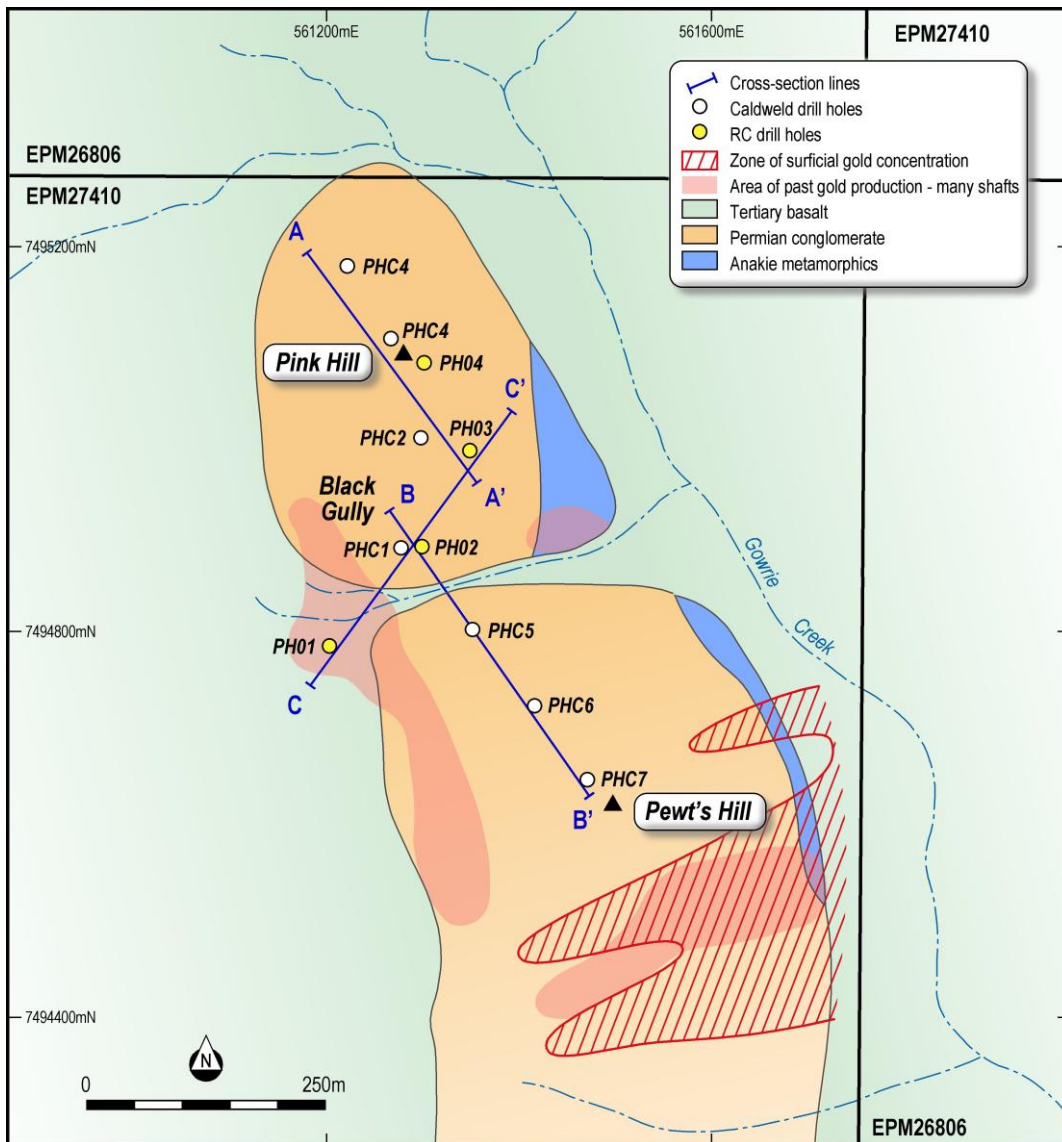 561200mE
561600mE
EPM27410
Cross-section lines
Caldweld drill holes
RC drill holes
Zone of surficial gold concentration
Area of past gold production - many shafts
Tertiary basalt
Permian conglomerate
Anakie metamorphics
EPM26806
EPM27410
7495200mN
A
PHC4
PHC4
Pink Hill
PH04
C’
PHC2
PH03
Black
Gully
B
A’
PHC1
PH02
Gowrie
Creek
7494800mN
PHC5
PH01
C
PHC6
PHC7
B’
Pewt’s Hill
7494400mN
N
0
250m
EPM26806